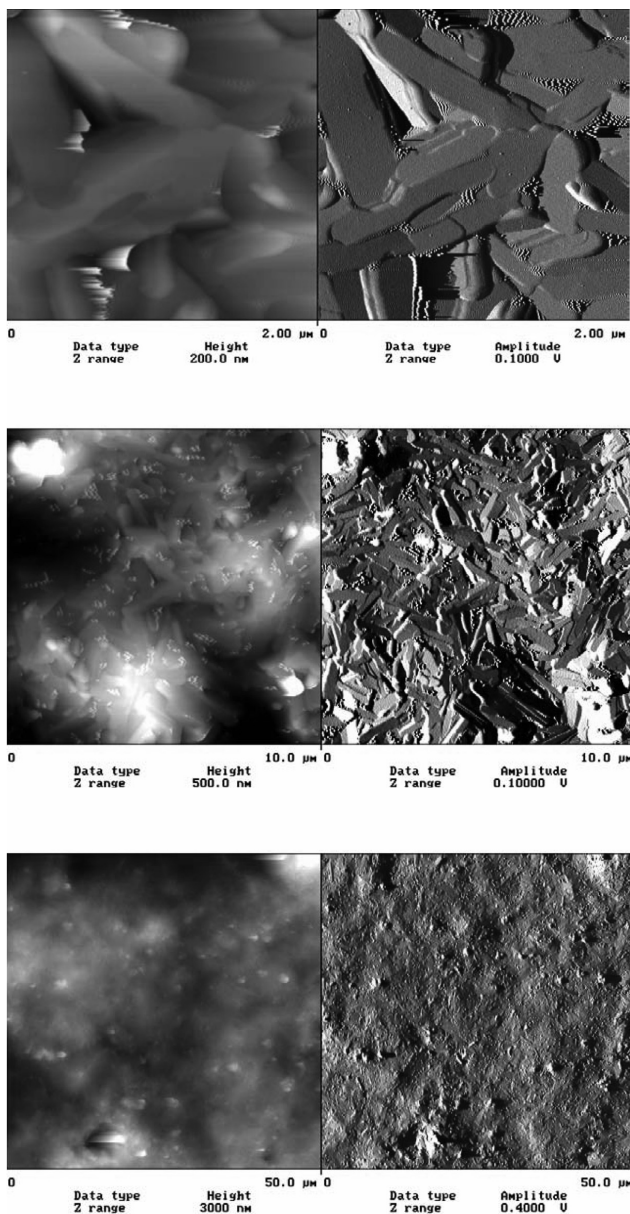 0 2.00 μm 0 2.00 μm
Data type Height Data type Amplitude
Z range 200.0 nm Z range 0.1000 V
0 10.0 μm 0 10.0 μm
Data type Height Data type Amplitude
Z range 500.0 nm Z range 0.10000 V
0 50.0 μm 0 50.0 μm
Data type Height Data type Amplitude
Z range 3000 nm Z range 0.4000 V